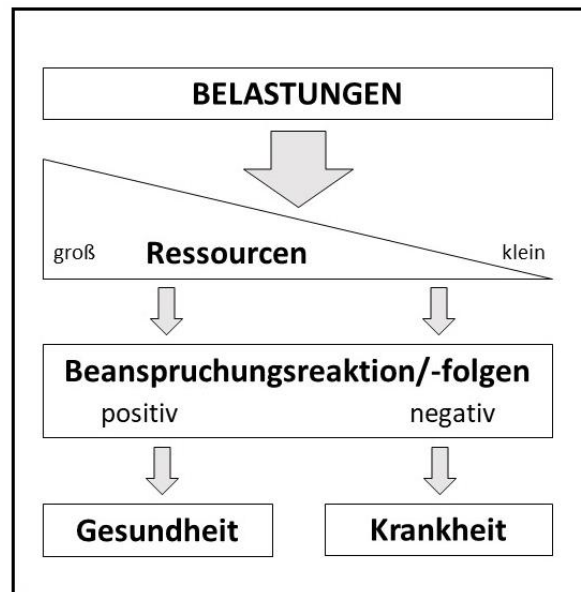 BELASTUNGEN
groß Ressourcen klein
Beanspruchungsreaktion/-folgen
positiv negativ
Gesundheit Krankheit